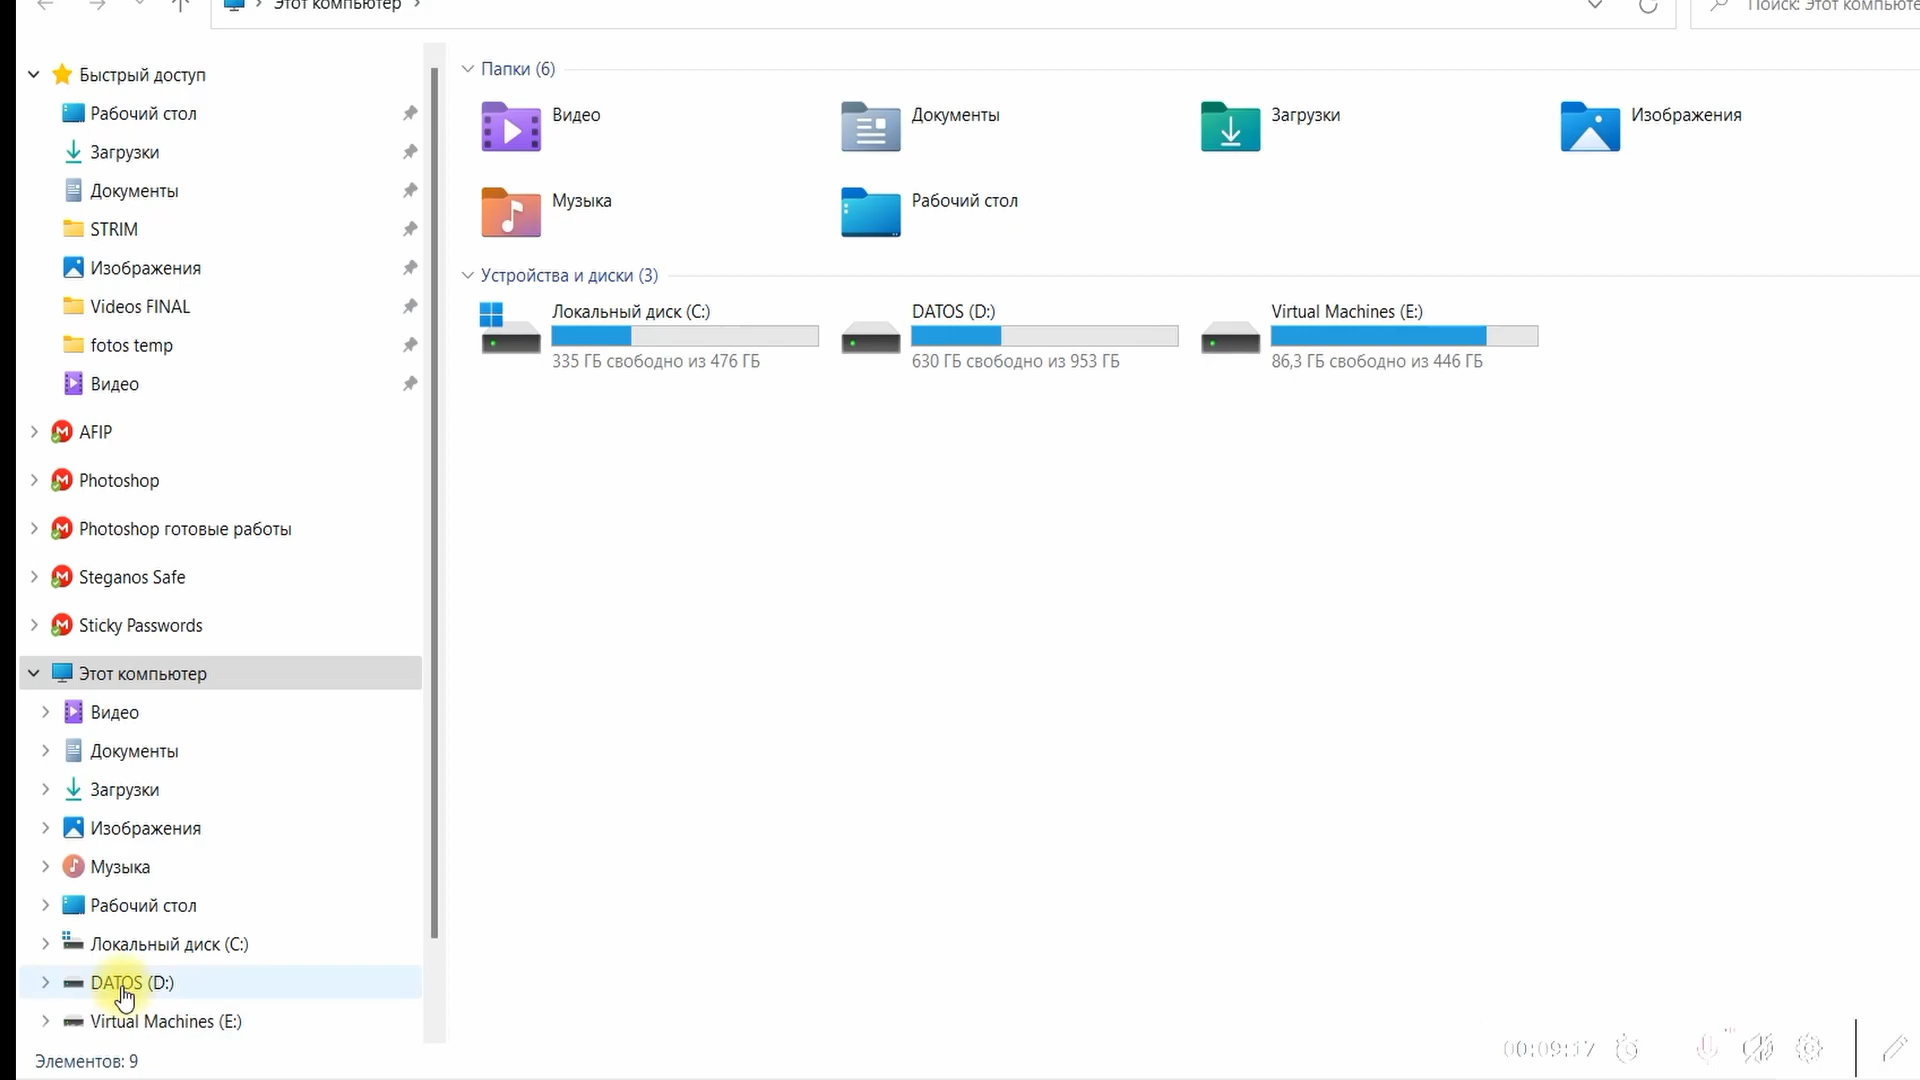 Этот компьютер
Поиск: Этот компьюте
Быстрый доступ
Рабочий стол
Загрузки
Документы
STRIM
Изображения
Videos FINAL
fotos temp
Видео
AFIP
Photoshop
Photoshop готовые работы
Steganos Safe
Sticky Passwords
Этот компьютер
Видео
Документы
Загрузки
Изображения
Музыка
Рабочий стол
Локальный диск (C:)
DATOS (D:)
Virtual Machines (E:)
Элементов: 9
Папки (6)
Видео
Документы
Загрузки
Изображения
Музыка
Рабочий стол
Устройства и диски (3)
Локальный диск (C:)
335 ГБ свободно из 476 ГБ
DATOS (D:)
630 ГБ свободно из 953 ГБ
Virtual Machines (E:)
86,3 ГБ свободно из 446 ГБ
00:09:17